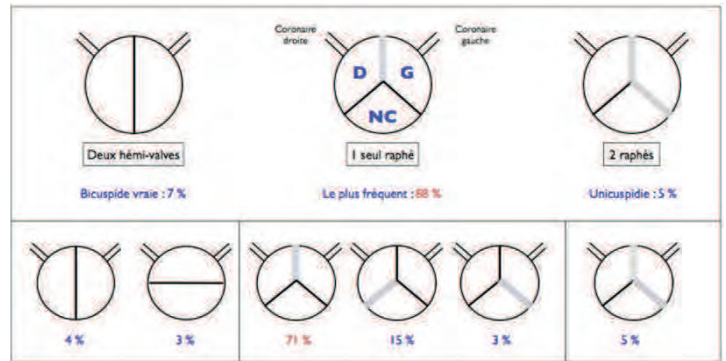 Coronaire
droite
Coronaire
gauche
D G
NC
Deux hémi-valves
1 seul raphé
2 raphés
Bicuspide vraie : 7 %
Le plus fréquent : 88 %
Unicuspidie : 5 %
4 %
3 %
71 %
15 %
3 %
5 %